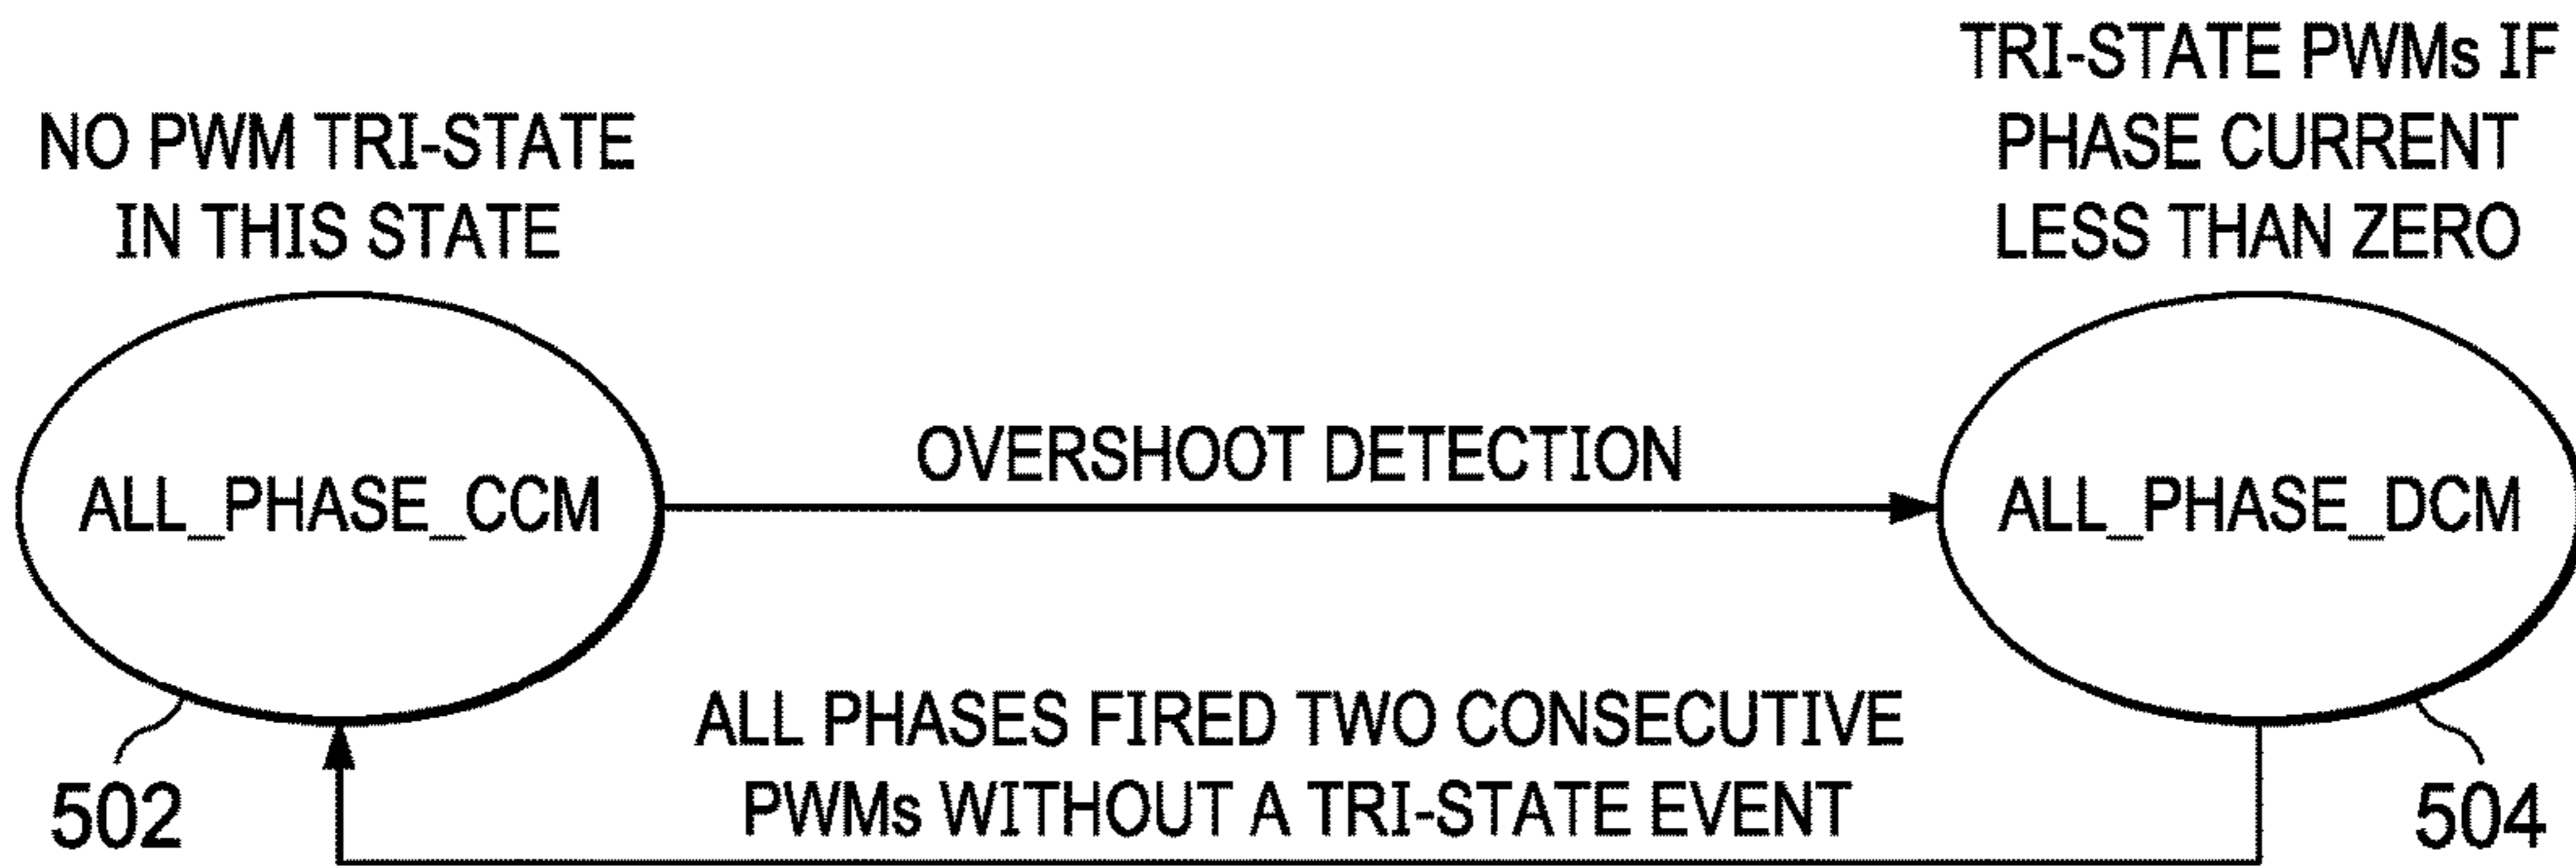 NO PWM TRI-STATE
IN THIS STATE
TRI-STATE PWMs IF
PHASE CURRENT
LESS THAN ZERO
ALL_PHASE_CCM
OVERSHOOT DETECTION
ALL_PHASE_DCM
ALL PHASES FIRED TWO CONSECUTIVE
PWMs WITHOUT A TRI-STATE EVENT
502
504